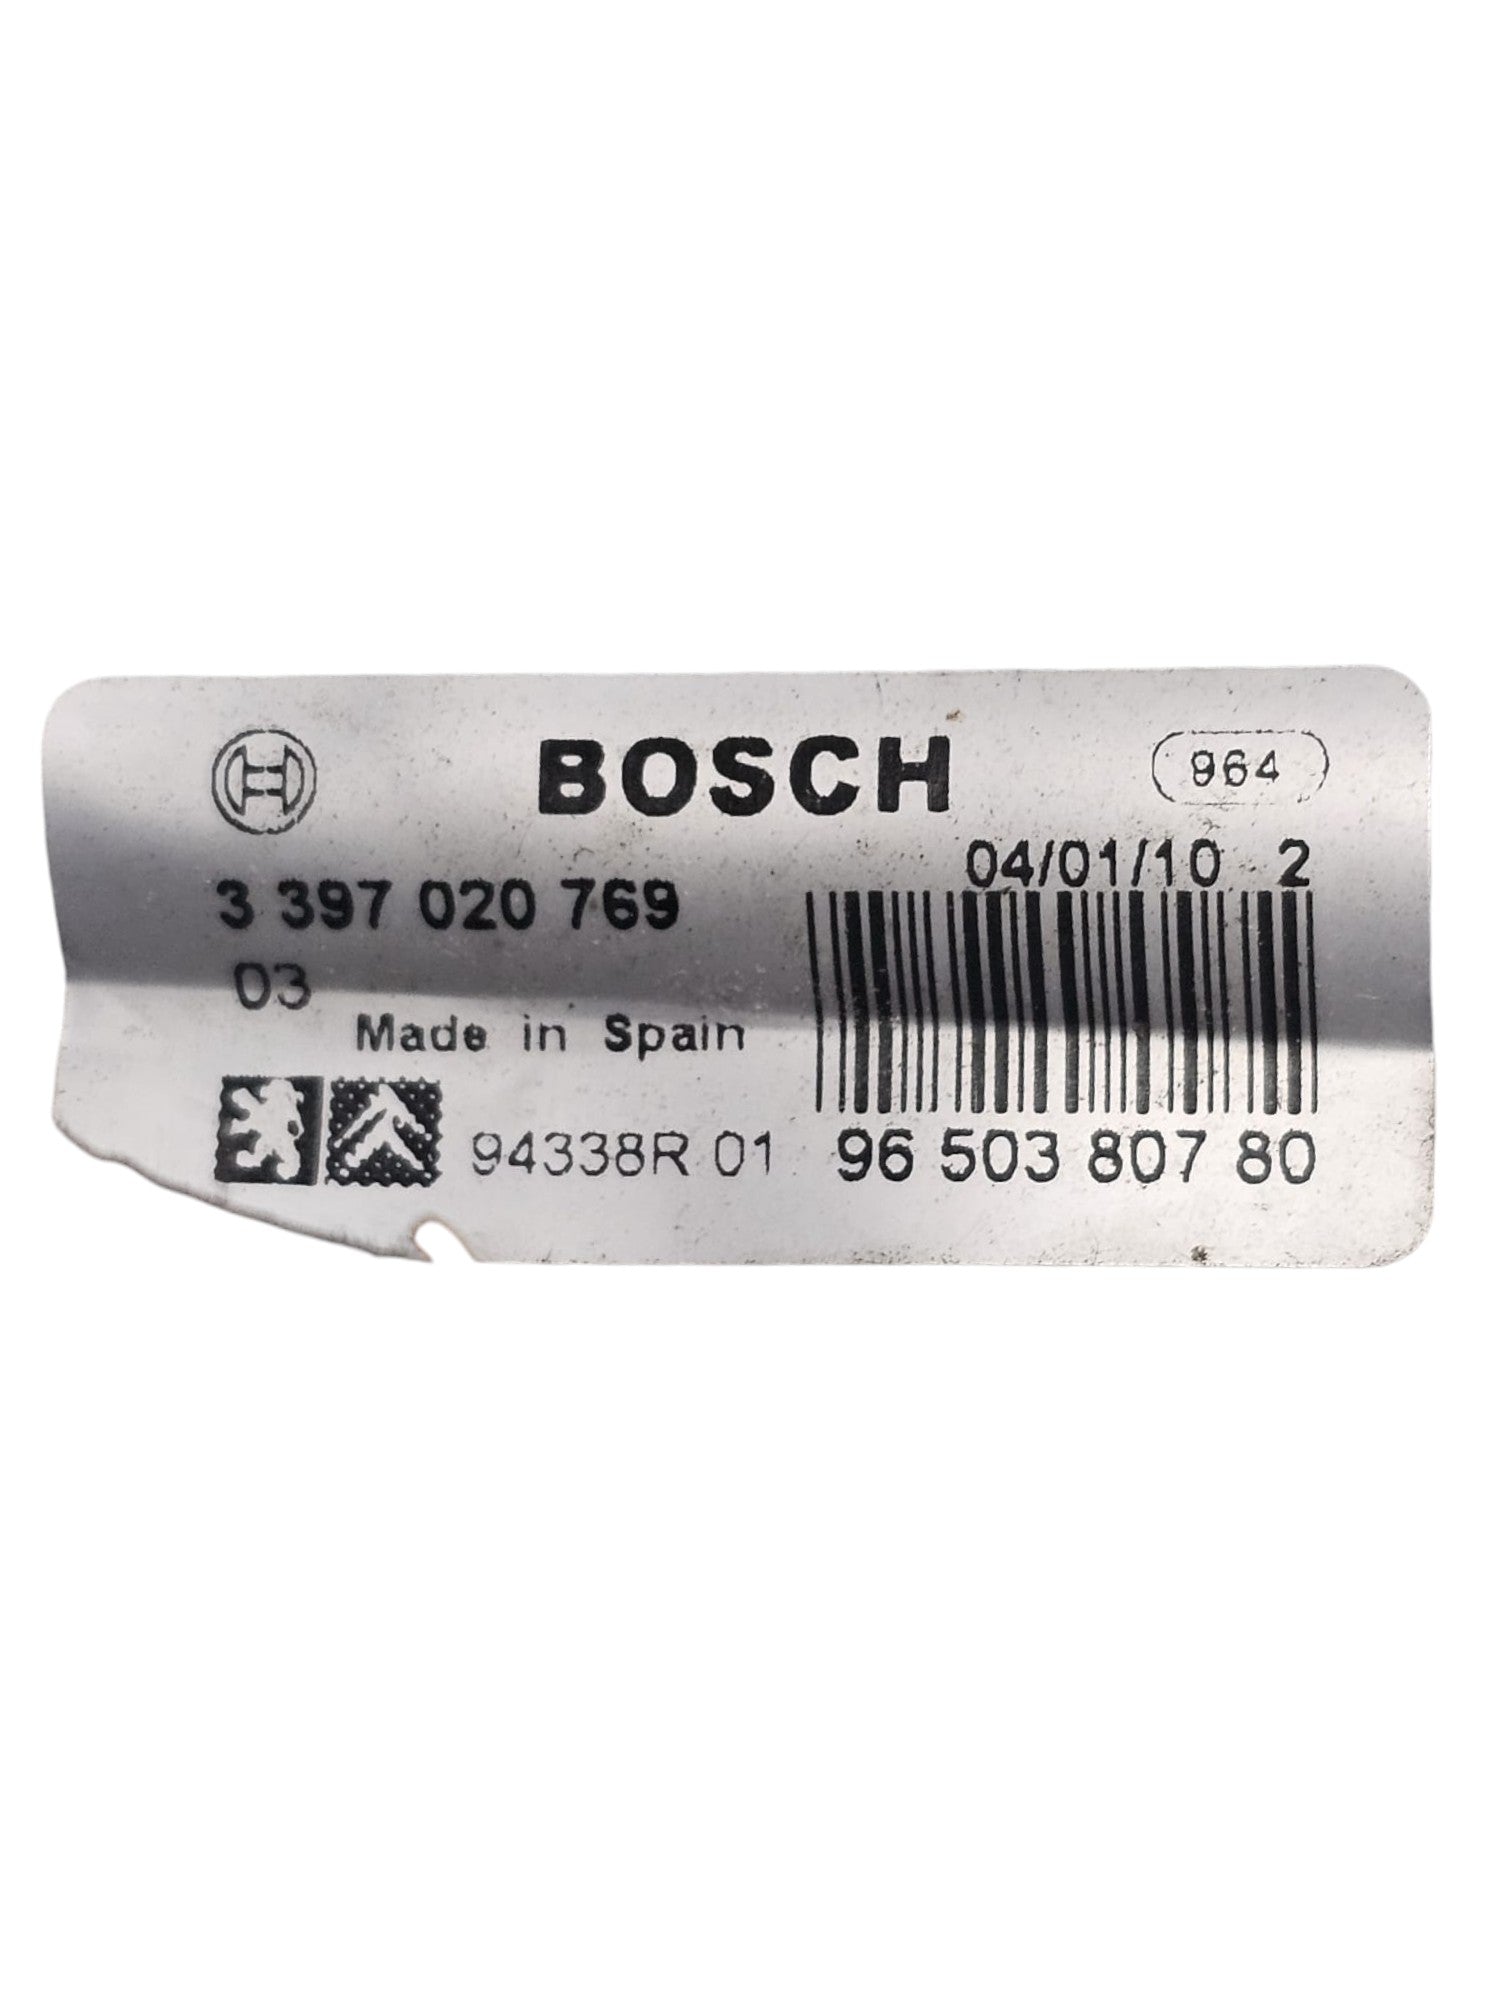 BOSCH 964
04/01/10 2
3 397 020 769
03
Made in Spain
94338R 01 96 503 807 80